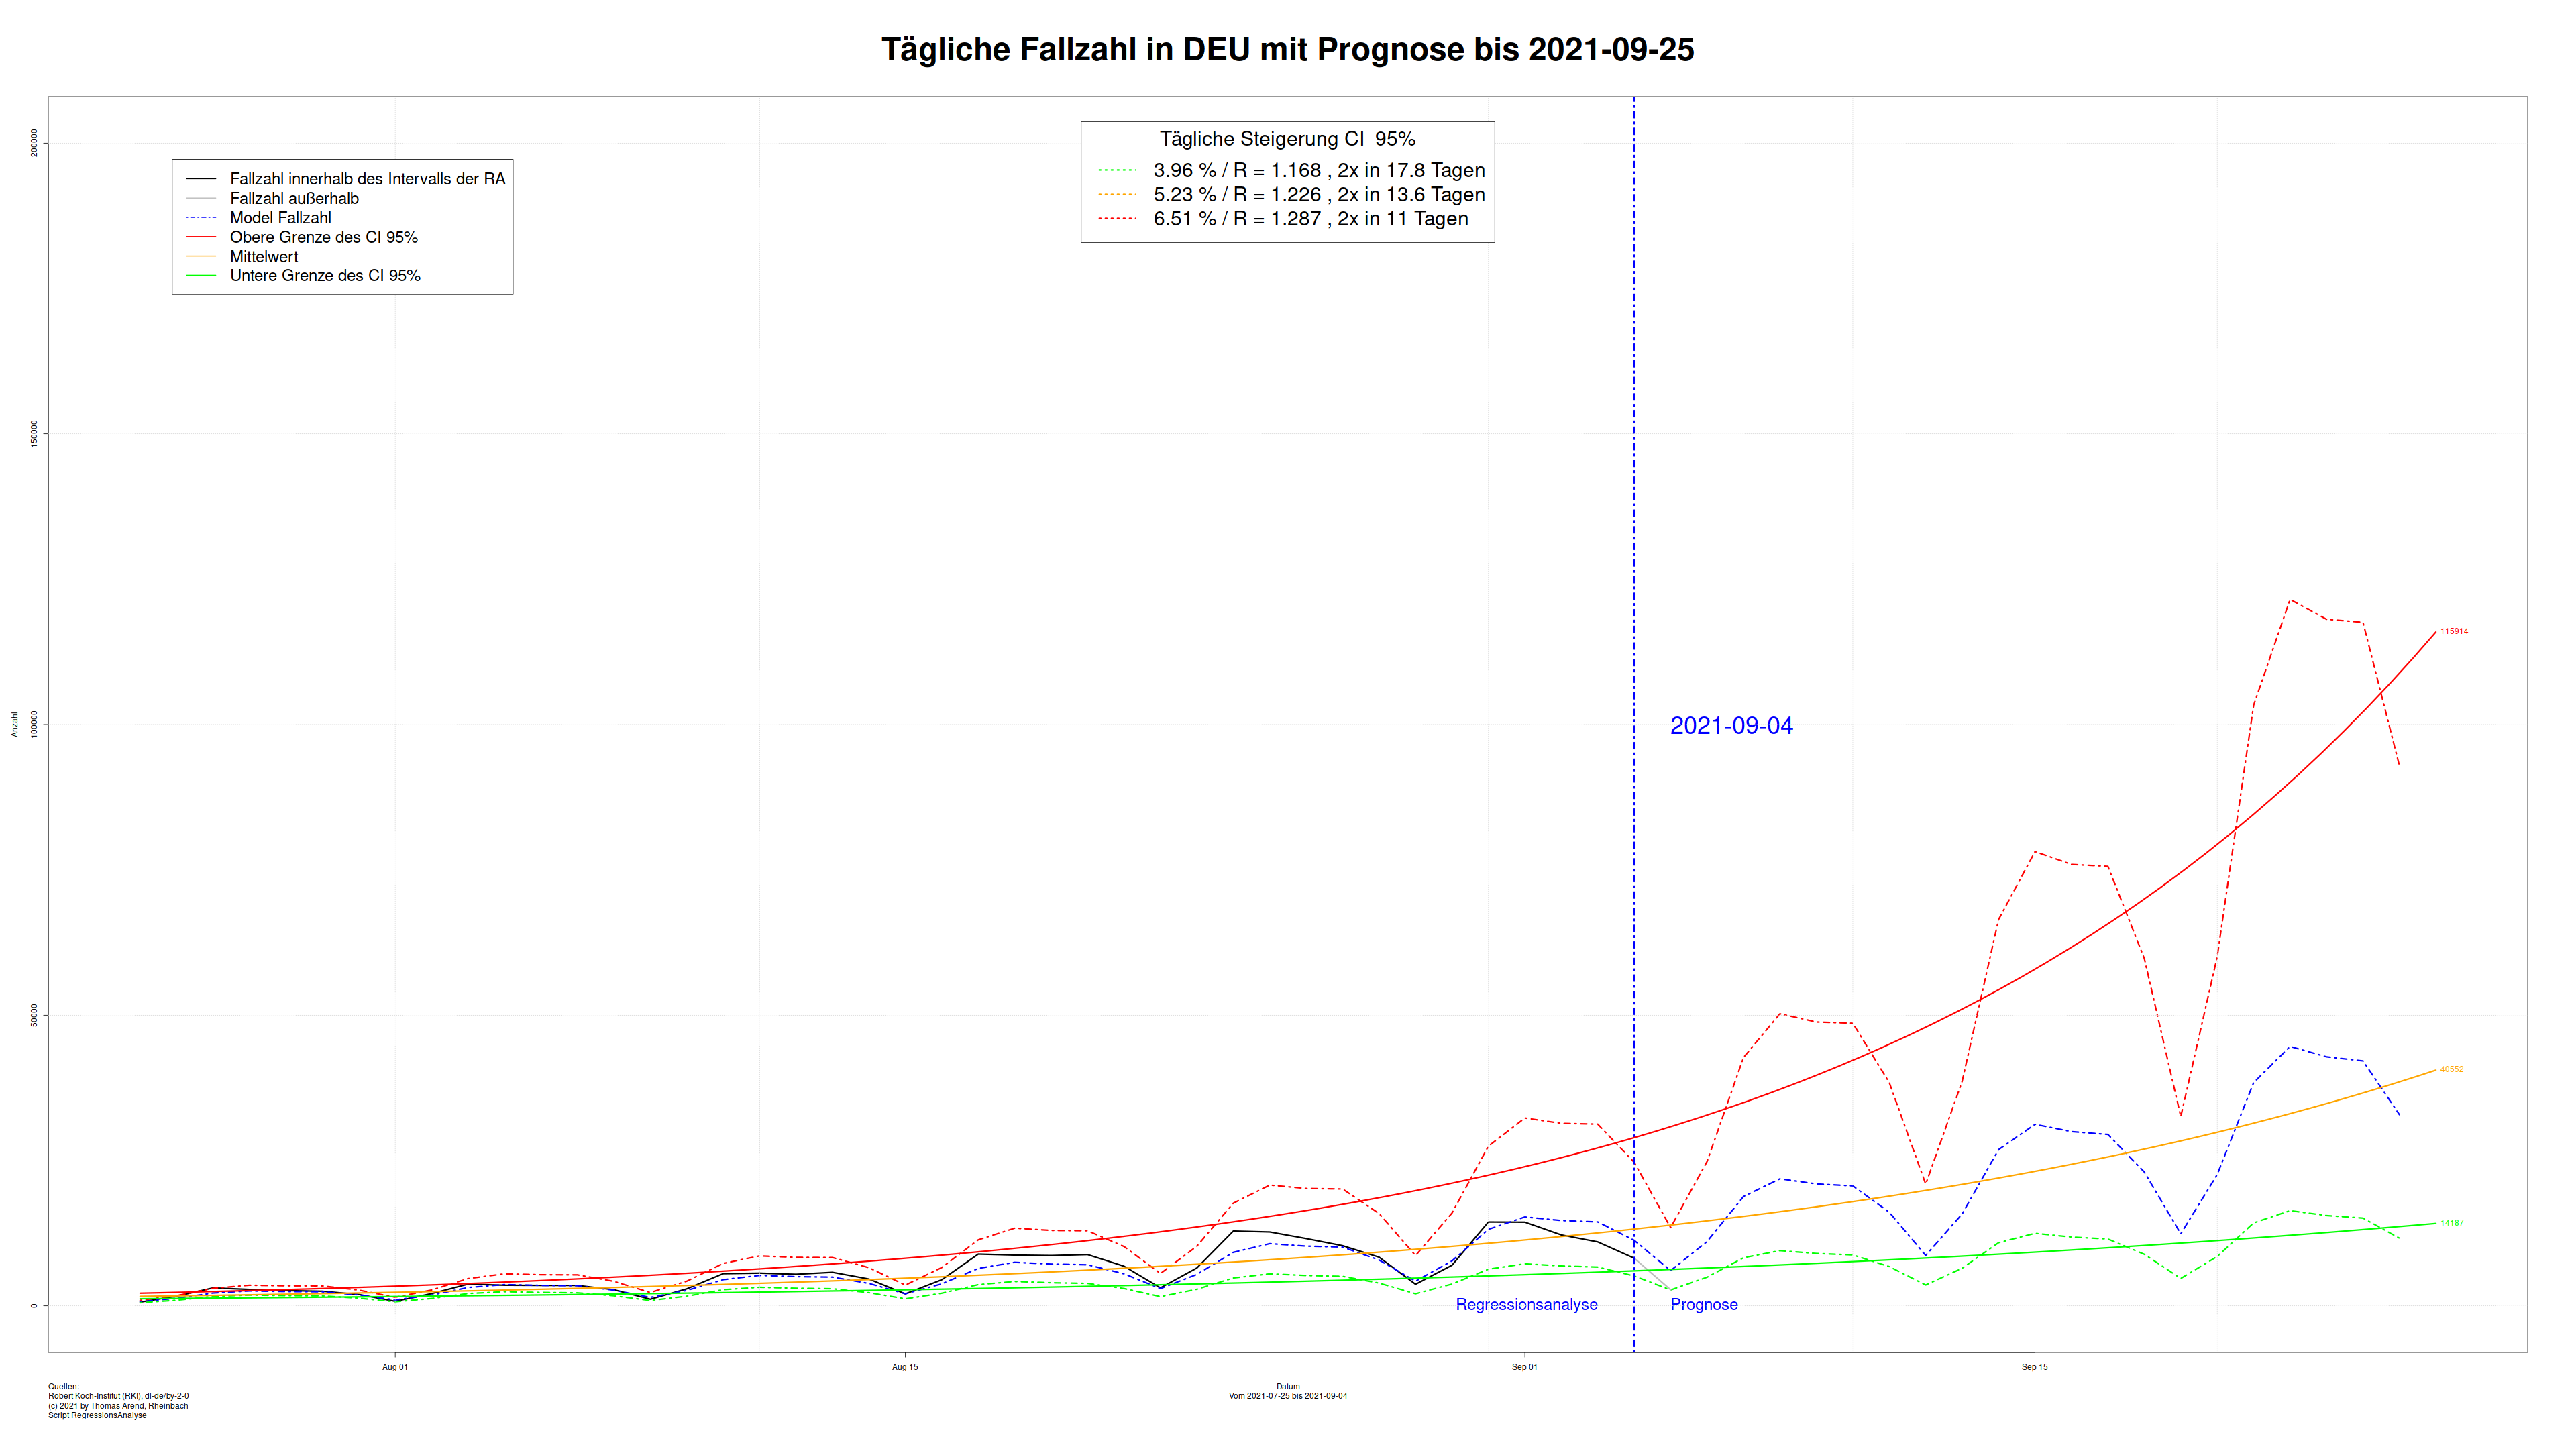 Tägliche Fallzahl in DEU mit Prognose bis 2021-09-25
Tägliche Steigerung CI 95%
3.96 % / R = 1.168 , 2x in 17.8 Tagen
5.23 % / R = 1.226 , 2x in 13.6 Tagen
6.51 % / R = 1.287 , 2x in 11 Tagen
Fallzahl innerhalb des Intervalls der RA
Fallzahl außerhalb
Model Fallzahl
Obere Grenze des CI 95%
Mittelwert
Untere Grenze des CI 95%
Anzahl
200000
150000
100000
50000
0
2021-09-04
115914
40552
14187
Regressionsanalyse
Prognose
Aug 01
Aug 15
Sep 01
Sep 15
Datum
Vom 2021-07-25 bis 2021-09-04
Quellen:
Robert Koch-Institut (RKI), dl-de/by-2-0
(c) 2021 by Thomas Arend, Rheinbach
Script RegressionsAnalyse